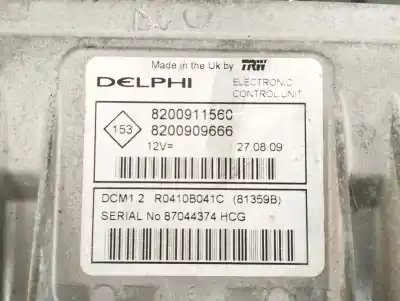 Made in the Uk by TRW
DELPHI ELECTRONIC CONTROL UNIT
153
8200911560
8200909666
12V= 27.08.09
DCM1.2 R0410B041C (81359B)
SERIAL No 87044374 HCG